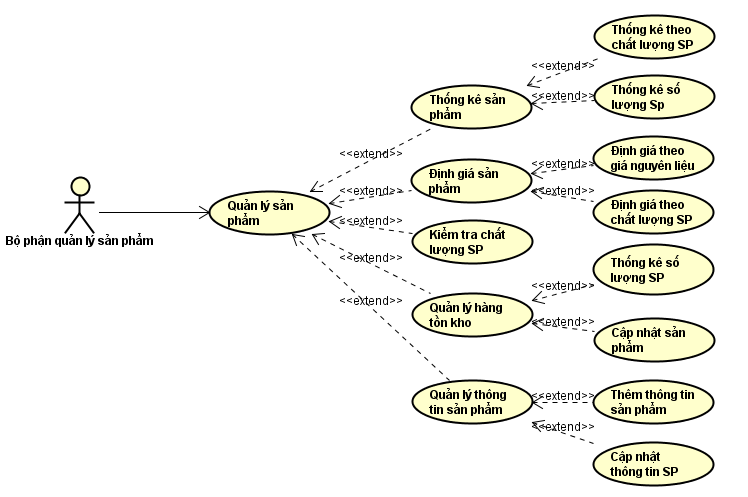 Thống kê theo
chất lượng SP
<<extend>>
Thống kê số
lượng Sp
<<extend>>
Thống kê sản
phẩm
<<extend>>
Định giá theo
giá nguyên liệu
<<extend>>
Định giá sản
phẩm
<<extend>>
Định giá theo
chất lượng SP
<<extend>>
Quản lý sản
phẩm
Bộ phận quản lý sản phẩm
<<extend>>
Kiểm tra chất
lượng SP
<<extend>>
Thống kê số
lượng SP
<<extend>>
Quản lý hàng
tồn kho
<<extend>>
Cập nhật sản
phẩm
<<extend>>
Quản lý thông
tin sản phẩm
<<extend>>
Thêm thông tin
sản phẩm
<<extend>>
Cập nhật
thông tin SP